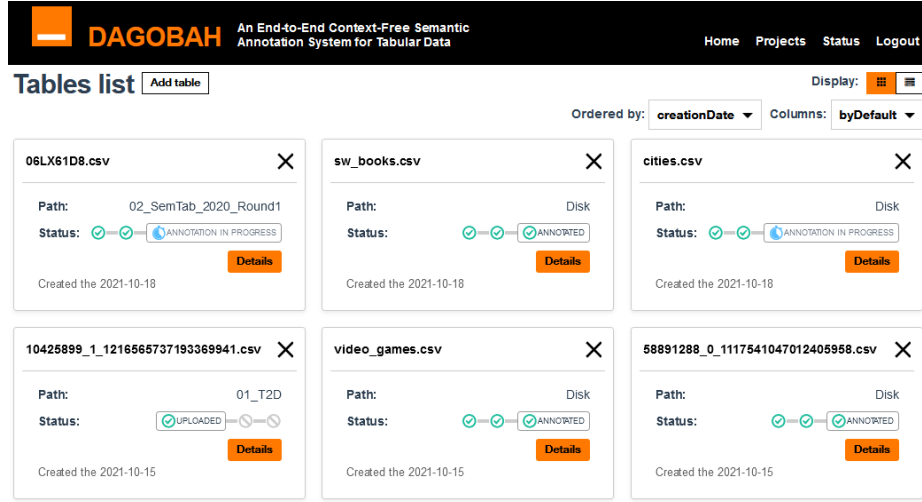 DAGOBAH
An End-to-End Context-Free Semantic
Annotation System for Tabular Data
Home Projects Status Logout
Tables list Add table
Display:
Ordered by: creationDate Columns: byDefault
06LX61D8.csv
Path: 02_SemTab_2020_Round1
Status: ANNOTATION IN PROGRESS
Details
Created the 2021-10-18
sw_books.csv
Path: Disk
Status: ANNOTATED
Details
Created the 2021-10-18
cities.csv
Path: Disk
Status: ANNOTATION IN PROGRESS
Details
Created the 2021-10-18
10425899_1_1216565737193369941.csv
Path: 01_T2D
Status: UPLOADED
Details
Created the 2021-10-15
video_games.csv
Path: Disk
Status: ANNOTATED
Details
Created the 2021-10-15
58891288_0_1117541047012405958.csv
Path: Disk
Status: ANNOTATED
Details
Created the 2021-10-15